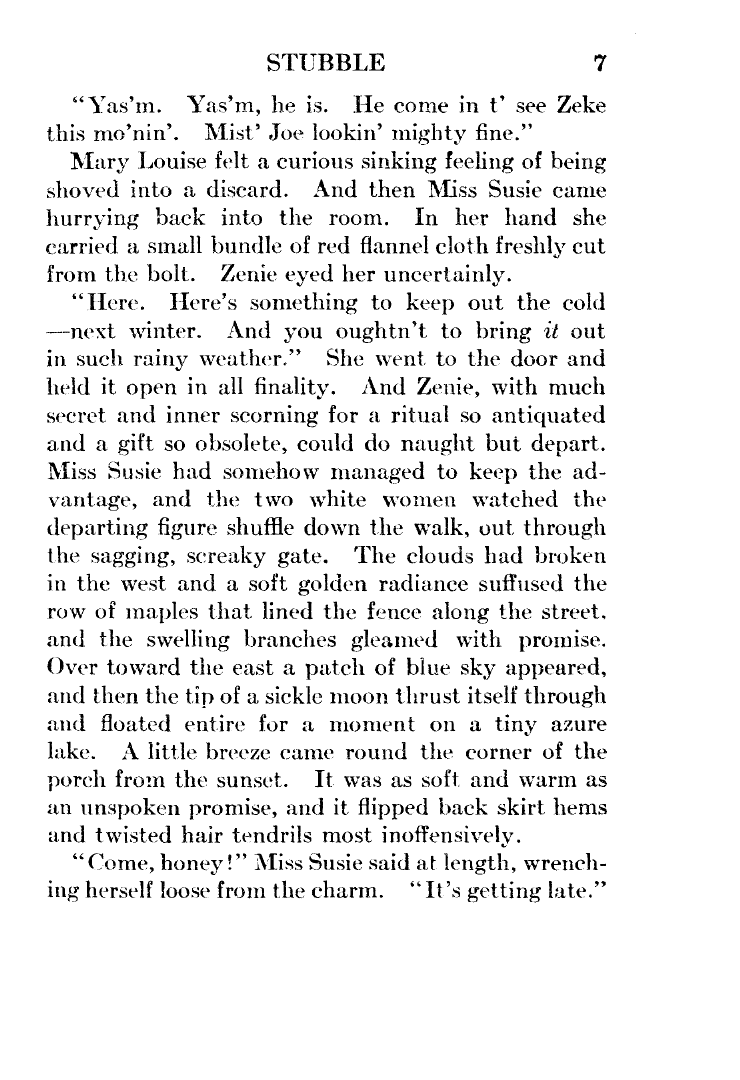 STUBBLE 7
“Yas’m. Yas’m, he is. He come in t’ see Zeke
this mo’nin’. Mist’ Joe lookin’ mighty fine.”
Mary Louise felt a curious sinking feeling of being
shoved into a discard. And then Miss Susie came
hurrying back into the room. In her hand she
carried a small bundle of red flannel cloth freshly cut
from the bolt. Zenie eyed her uncertainly.
“Here. Here’s something to keep out the cold
—next winter. And you oughtn’t to bring it out
in such rainy weather.” She went to the door and
held it open in all finality. And Zenie, with much
secret and inner scorning for a ritual so antiquated
and a gift so obsolete, could do naught but depart.
Miss Susie had somehow managed to keep the ad-
vantage, and the two white women watched the
departing figure shuffle down the walk, out through
the sagging, screaky gate. The clouds had broken
in the west and a soft golden radiance suffused the
row of maples that lined the fence along the street.
and the swelling branches gleamed with promise.
Over toward the east a patch of blue sky appeared,
and then the tip of a sickle moon thrust itself through
and floated entire for a moment on a tiny azure
lake. A little breeze came round the corner of the
porch from the sunset. It was as soft and warm as
an unspoken promise, and it flipped back skirt hems
and twisted hair tendrils most inoffensively.
“Come, honey!” Miss Susie said at length, wrench-
ing herself loose from the charm. “It’s getting late.”